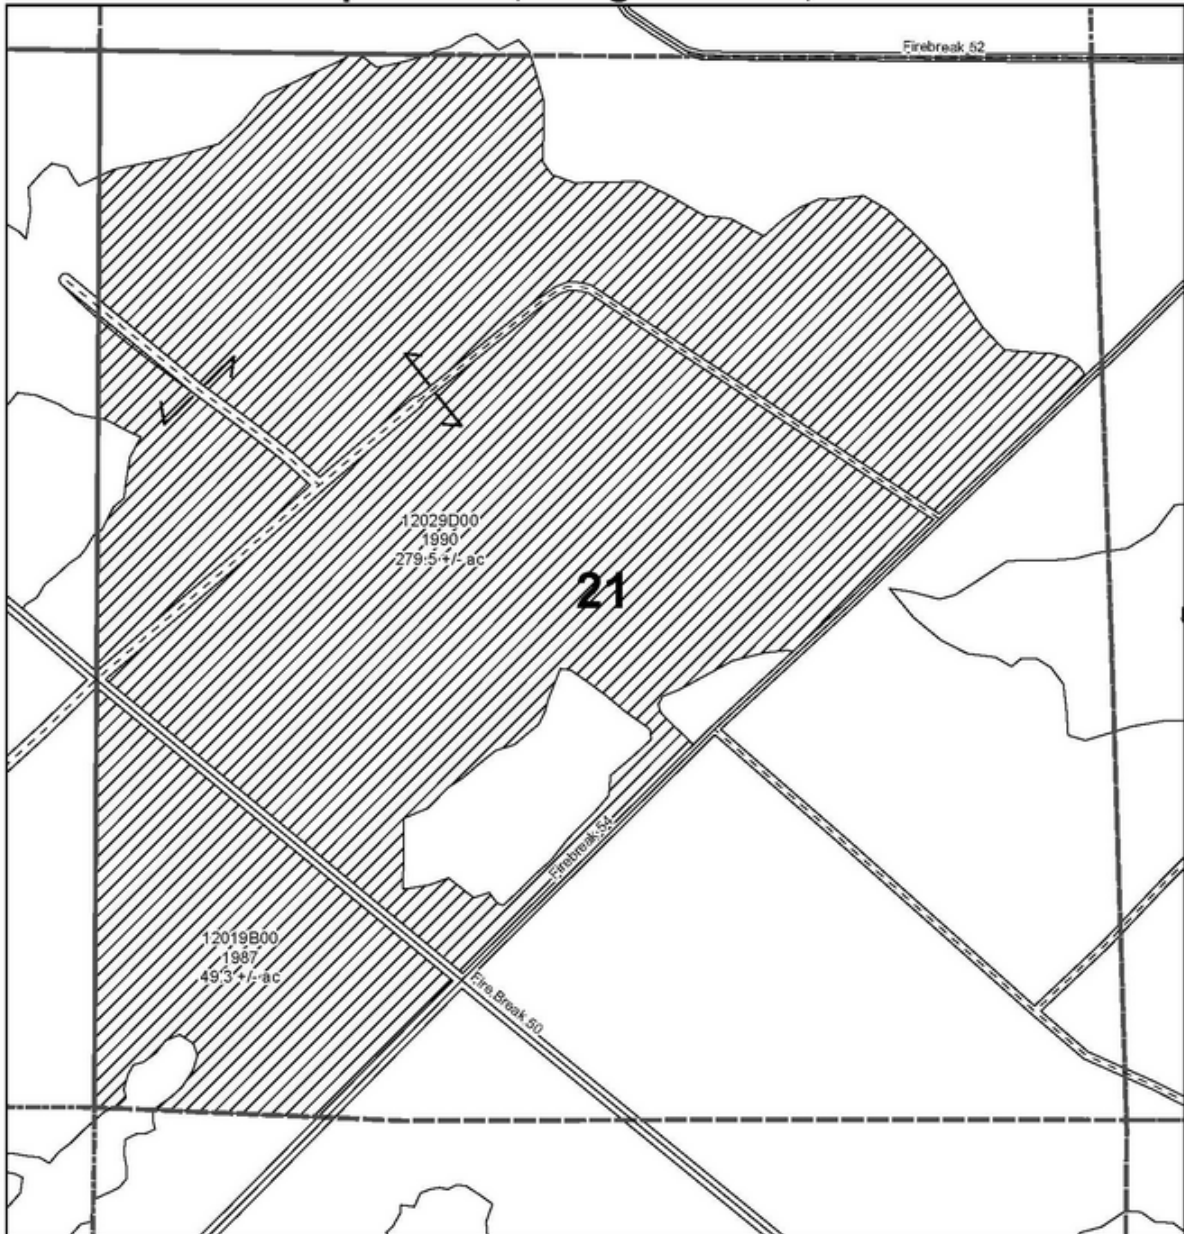 Firebreak 52
12029D00
1990
279.5 +/- ac
21
Firebreak 54
12019B00
1987
49.3 +/- ac
Fire Break 50